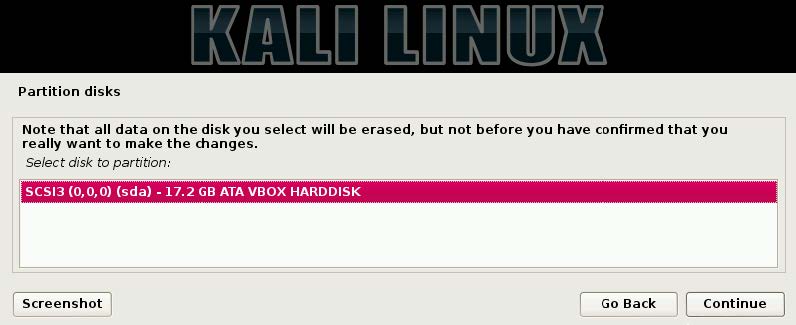 KALI LINUX
Partition disks
Note that all data on the disk you select will be erased, but not before you have confirmed that you
really want to make the changes.
Select disk to partition:
SCSI3 (0,0,0) (sda) - 17.2 GB ATA VBOX HARDDISK
Screenshot
Go Back
Continue